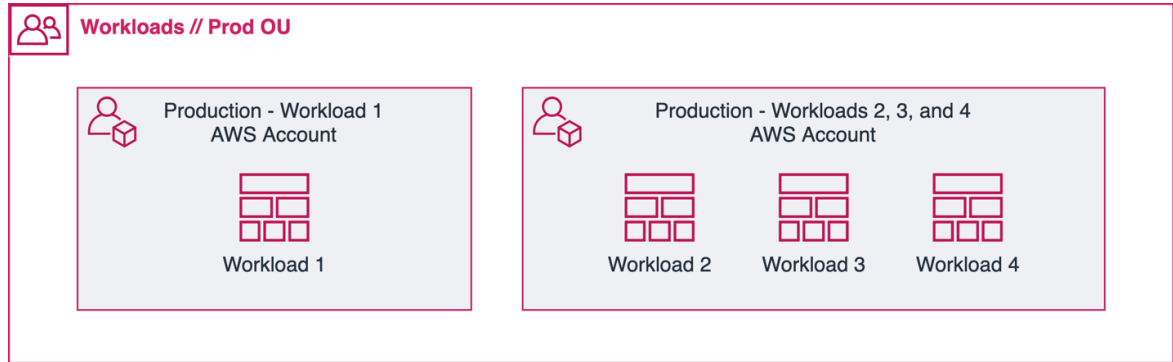 Workloads // Prod OU
Production - Workload 1
AWS Account
Workload 1
Production - Workloads 2, 3, and 4
AWS Account
Workload 2
Workload 3
Workload 4